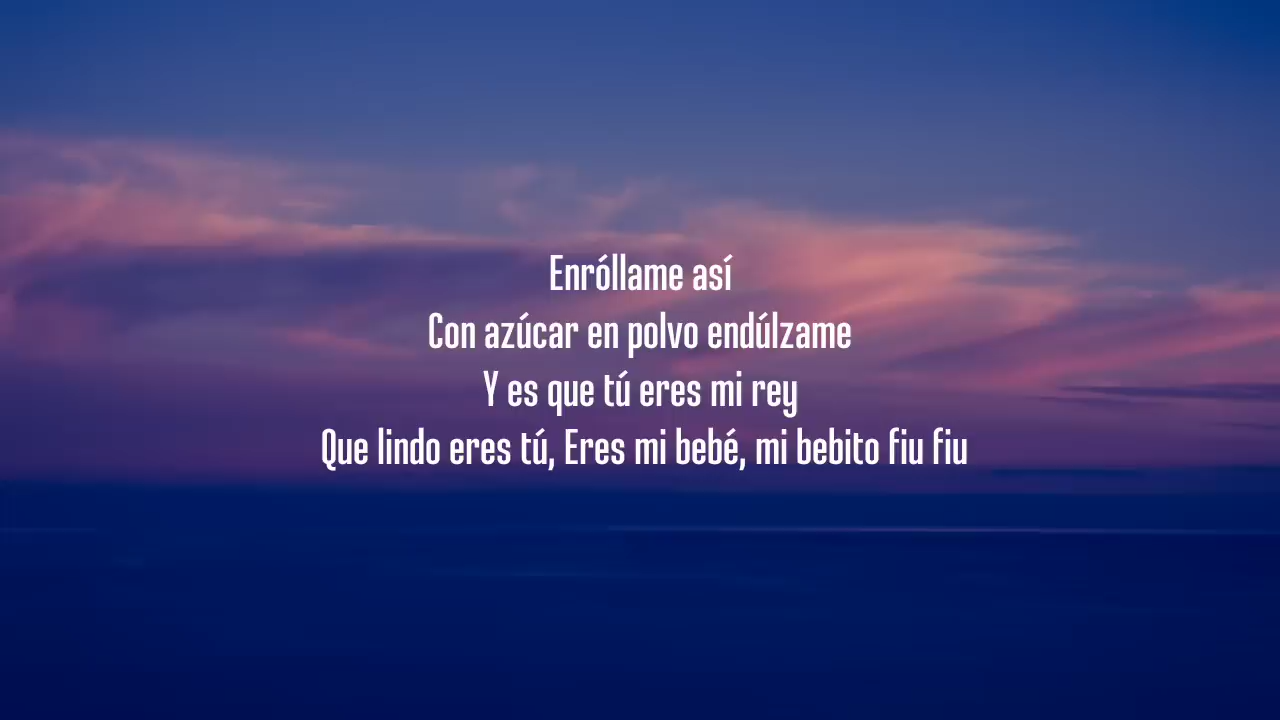 Enróllame así
Con azúcar en polvo endúlzame
Y es que tú eres mi rey
Que lindo eres tú, Eres mi bebé, mi bebito fiu fiu